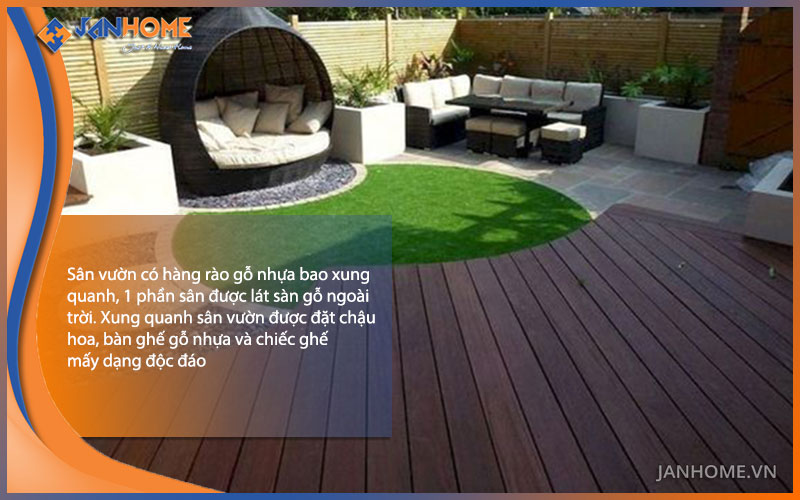 JANHOME
Sân vườn có hàng rào gỗ nhựa bao xung
quanh, 1 phần sân được lát sàn gỗ ngoài
trời. Xung quanh sân vườn được đặt chậu
hoa, bàn ghế gỗ nhựa và chiếc ghế
mấy dạng độc đáo
JANHOME.VN